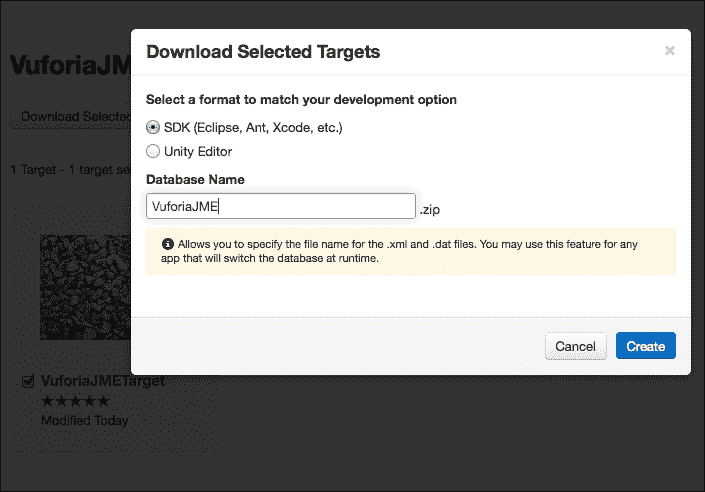 VuforiaJM
Download Selected
1 Target - 1 target se
VuforiaJMETarget
★★★★★
Modified Today
Download Selected Targets
×
Select a format to match your development option
SDK (Eclipse, Ant, Xcode, etc.)
Unity Editor
Database Name
VuforiaJME .zip
Allows you to specify the file name for the .xml and .dat files. You may use this feature for any
app that will switch the database at runtime.
Cancel Create